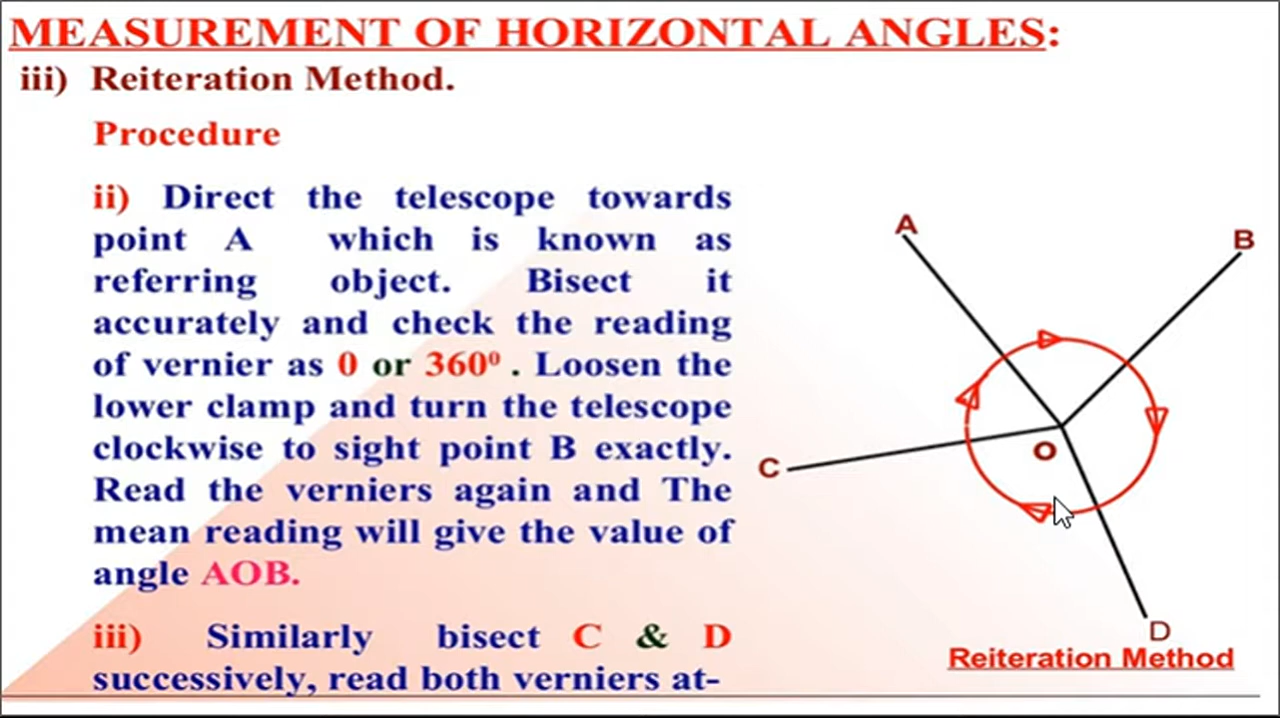 MEASUREMENT OF HORIZONTAL ANGLES:
iii) Reiteration Method.
Procedure
ii) Direct the telescope towards
point A which is known as
referring object. Bisect it
accurately and check the reading
of vernier as 0 or 360⁰ . Loosen the
lower clamp and turn the telescope
clockwise to sight point B exactly.
Read the verniers again and The
mean reading will give the value of
angle AOB.
iii) Similarly bisect C & D
successively, read both verniers at-
A
B
C
O
D
Reiteration Method